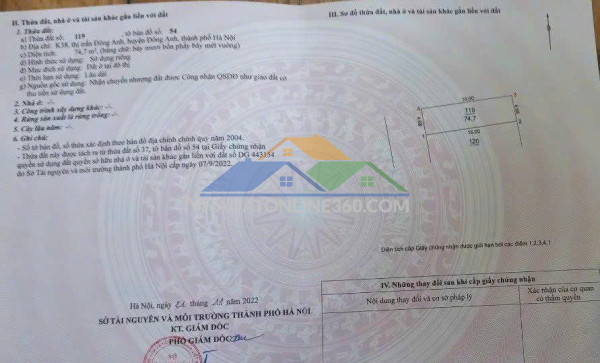 II. Thửa đất, nhà ở và tài sản khác gắn liền với đất
1. Thửa đất:
a) Thửa đất số: 119 , tờ bản đồ số: 54
b) Địa chỉ: K38, thị trấn Đông Anh, huyện Đông Anh, thành phố Hà Nội
c) Diện tích: 74,7 m², (bằng chữ: bảy mươi bốn phẩy bảy mét vuông)
d) Hình thức sử dụng: Sử dụng riêng
đ) Mục đích sử dụng: Đất ở tại đô thị
e) Thời hạn sử dụng: Lâu dài
g) Nguồn gốc sử dụng: Nhận chuyển nhượng đất được Công nhận QSDĐ như giao đất có
thu tiền sử dụng đất.
2. Nhà ở: -/-.
3. Công trình xây dựng khác: -/-.
4. Rừng sản xuất là rừng trồng: -/-.
5. Cây lâu năm: -/-.
6. Ghi chú:
- Số tờ bản đồ, số thửa xác định theo bản đồ địa chính chính quy năm 2004.
- Thửa đất này được tách ra từ thửa đất số 37, tờ bản đồ số 54 tại Giấy chứng nhận
quyền sử dụng đất quyền sở hữu nhà ở và tài sản khác gắn liền với đất số DG 443154
do Sở Tài nguyên và môi trường thành phố Hà Nội cấp ngày 07/9/2022.
Hà Nội, ngày tháng năm 2022
SỞ TÀI NGUYÊN VÀ MÔI TRƯỜNG THÀNH PHỐ HÀ NỘI
KT. GIÁM ĐỐC
PHÓ GIÁM ĐỐC
III. Sơ đồ thửa đất, nhà ở và tài sản khác gắn liền với đất
4
119
74.7
1
120
Diện tích cấp Giấy chứng nhận được giới hạn bởi các điểm 1,2,3,4,1
IV. Những thay đổi sau khi cấp giấy chứng nhận
Nội dung thay đổi và cơ sở pháp lý
Xác nhận của cơ quan
có thẩm quyền